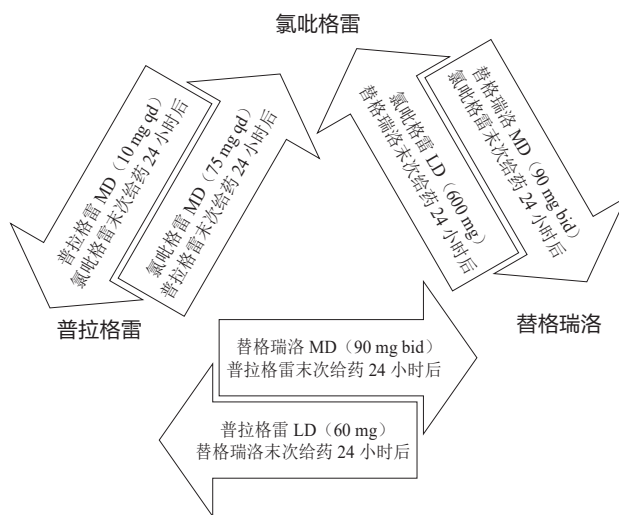 氯吡格雷
普拉格雷 MD（10 mg qd）
氯吡格雷末次给药 24 小时后
氯吡格雷 MD（75 mg qd）
普拉格雷末次给药 24 小时后
氯吡格雷 LD（600 mg）
替格瑞洛末次给药 24 小时后
替格瑞洛 MD（90 mg bid）
氯吡格雷末次给药 24 小时后
普拉格雷
替格瑞洛
替格瑞洛 MD（90 mg bid）
普拉格雷末次给药 24 小时后
普拉格雷 LD（60 mg）
替格瑞洛末次给药 24 小时后